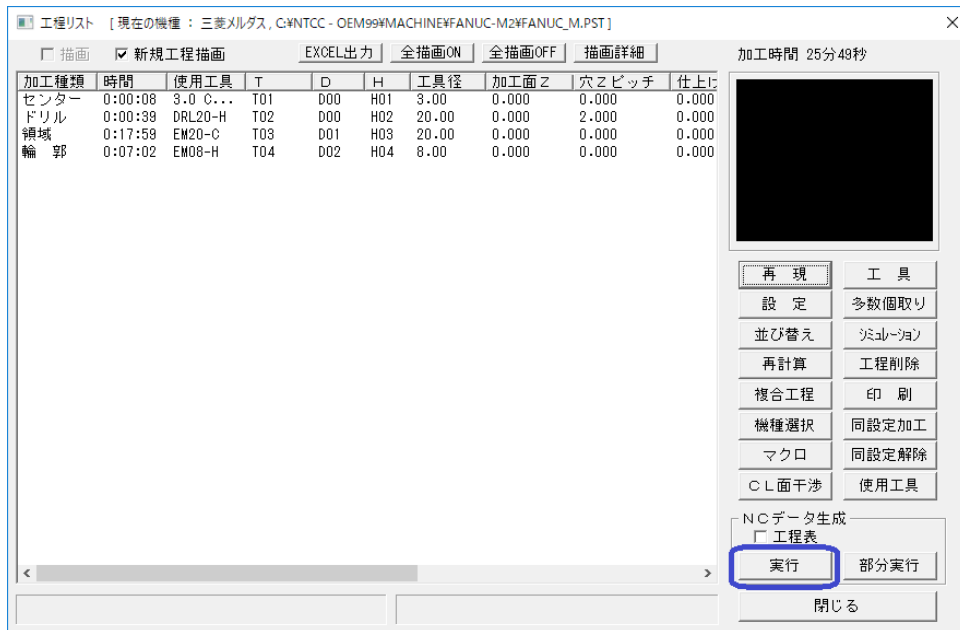 工程リスト [ 現在の機種 : 三菱メルダス , C:¥NTCC - OEM99¥MACHINE¥FANUC-M2¥FANUC_M.PST ]
描画 新規工程描画 EXCEL出力 全描画ON 全描画OFF 描画詳細 加工時間 25分49秒
加工種類 時間 使用工具 T D H 工具径 加工面Z 穴Zピッチ 仕上げ
センター 0:00:08 3.0 C... T01 D00 H01 3.00 0.000 0.000 0.000
ドリル 0:00:39 DRL20-H T02 D00 H02 20.00 0.000 2.000 0.000
領域 0:17:59 EM20-C T03 D01 H03 20.00 0.000 0.000 0.000
輪 郭 0:07:02 EM08-H T04 D02 H04 8.00 0.000 0.000 0.000
再 現 工 具
設 定 多数個取り
並び替え シミュレーション
再計算 工程削除
複合工程 印 刷
機種選択 同設定加工
マクロ 同設定解除
CL面干渉 使用工具
NCデータ生成
工程表
実行 部分実行
閉じる